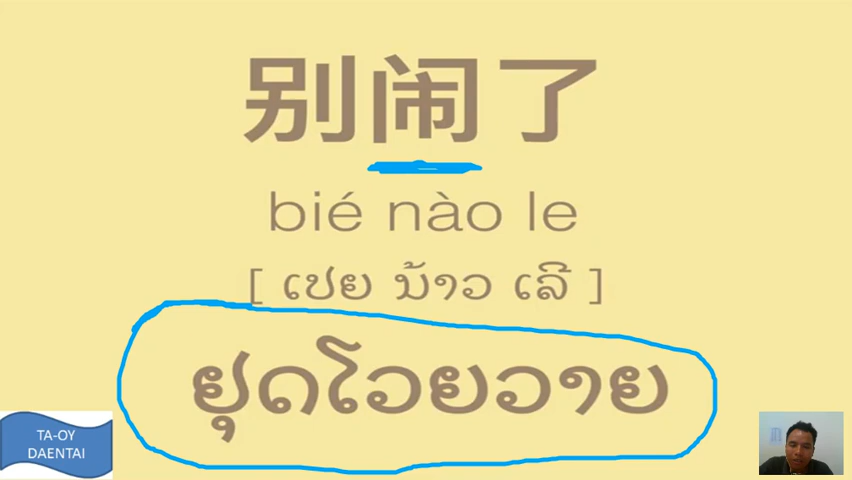 别闹了
bié nào le
[ ເປຍ ນ້າວ ເລີ ]
ຢຸດໂວຍວາຍ
TA-OY
DAENTAI